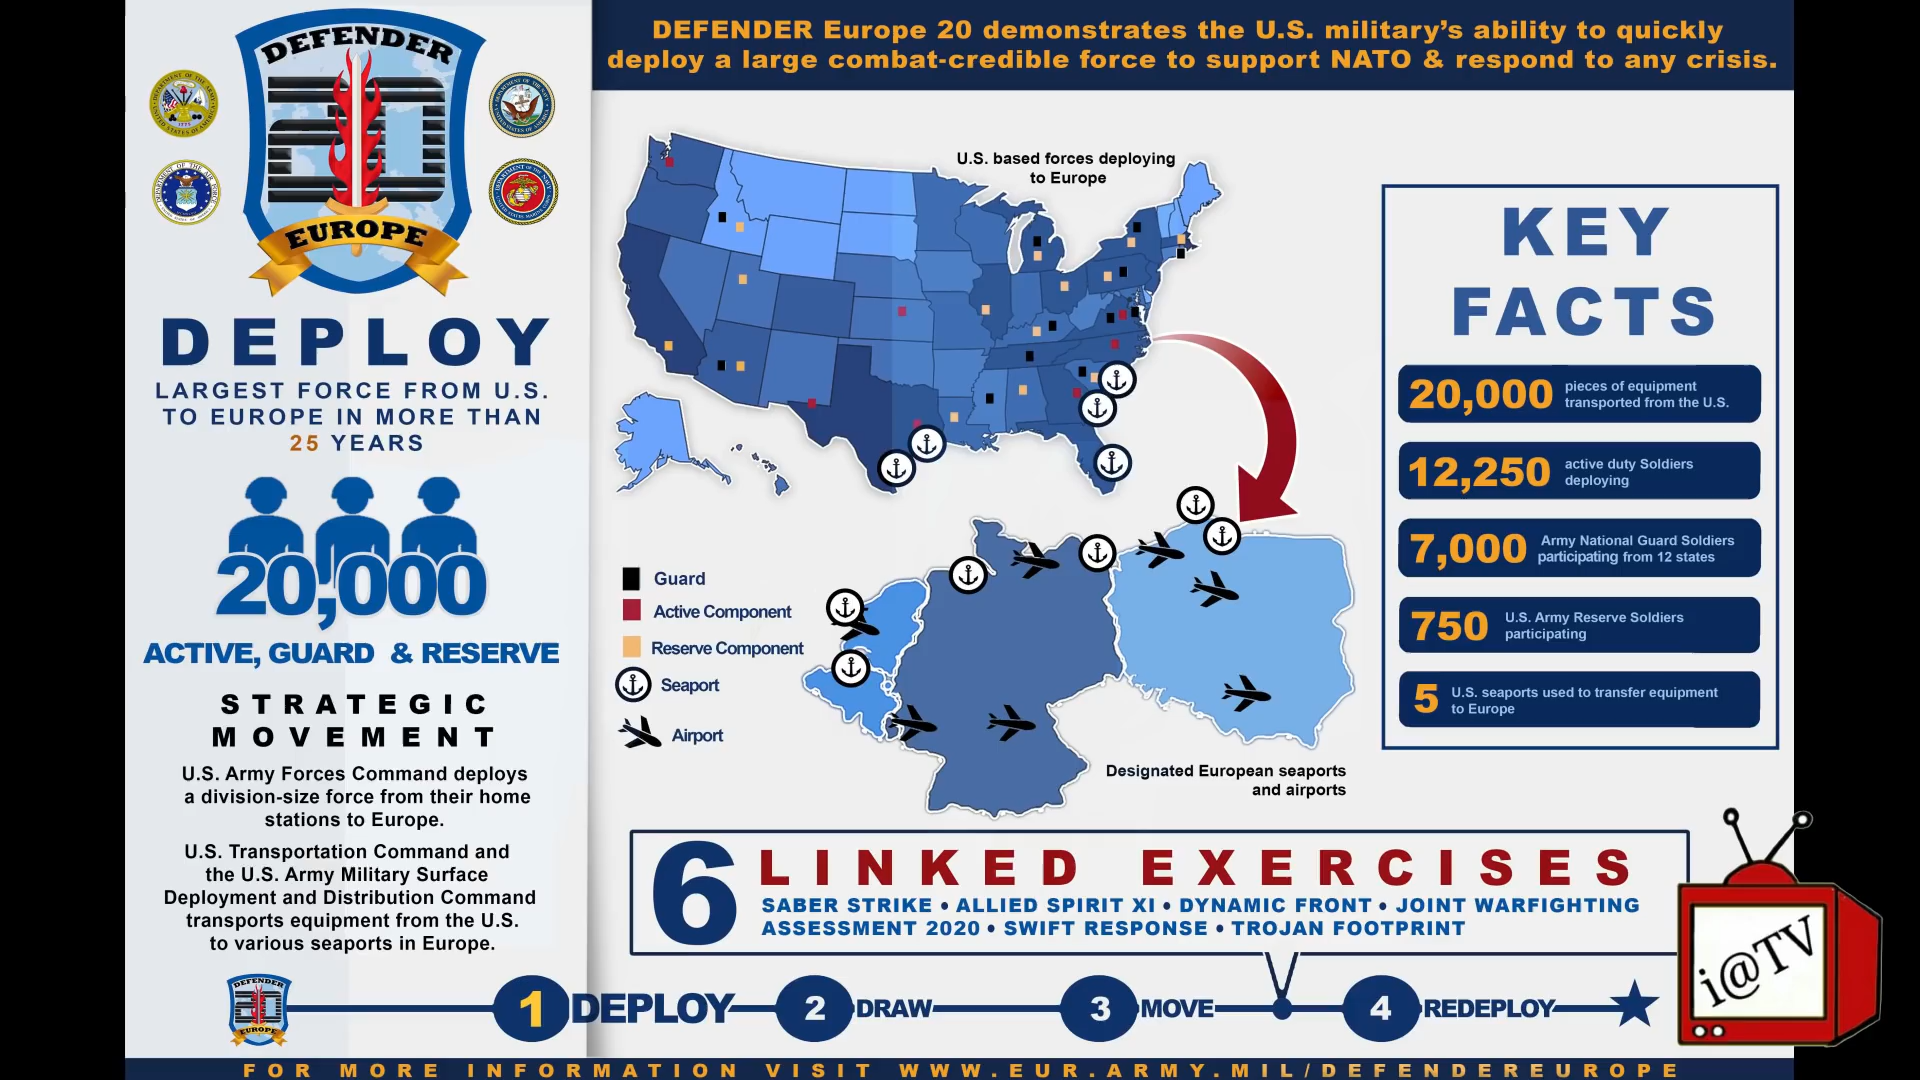 DEFENDER
20
EUROPE
DEPLOY
LARGEST FORCE FROM U.S.
TO EUROPE IN MORE THAN
25 YEARS
20,000
ACTIVE, GUARD & RESERVE
STRATEGIC
MOVEMENT
U.S. Army Forces Command deploys
a division-size force from their home
stations to Europe.
U.S. Transportation Command and
the U.S. Army Military Surface
Deployment and Distribution Command
transports equipment from the U.S.
to various seaports in Europe.
DEFENDER Europe 20 demonstrates the U.S. military's ability to quickly
deploy a large combat-credible force to support NATO & respond to any crisis.
U.S. based forces deploying
to Europe
Guard
Active Component
Reserve Component
Seaport
Airport
Designated European seaports
and airports
KEY
FACTS
20,000 pieces of equipment
transported from the U.S.
12,250 active duty Soldiers
deploying
7,000 Army National Guard Soldiers
participating from 12 states
750 U.S. Army Reserve Soldiers
participating
5 U.S. seaports used to transfer equipment
to Europe
6 LINKED EXERCISES
SABER STRIKE • ALLIED SPIRIT XI • DYNAMIC FRONT • JOINT WARFIGHTING
ASSESSMENT 2020 • SWIFT RESPONSE • TROJAN FOOTPRINT
DEFENDER
20
EUROPE
1 DEPLOY 2 DRAW 3 MOVE 4 REDEPLOY
i@TV
FOR MORE INFORMATION VISIT WWW.EUR.ARMY.MIL/DEFENDEREUROPE